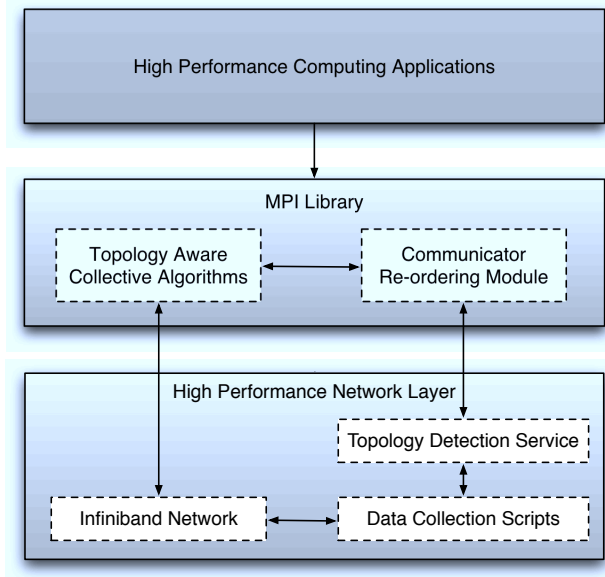 High Performance Computing Applications
MPI Library
Topology Aware
Collective Algorithms
Communicator
Re-ordering Module
High Performance Network Layer
Topology Detection Service
Infiniband Network
Data Collection Scripts